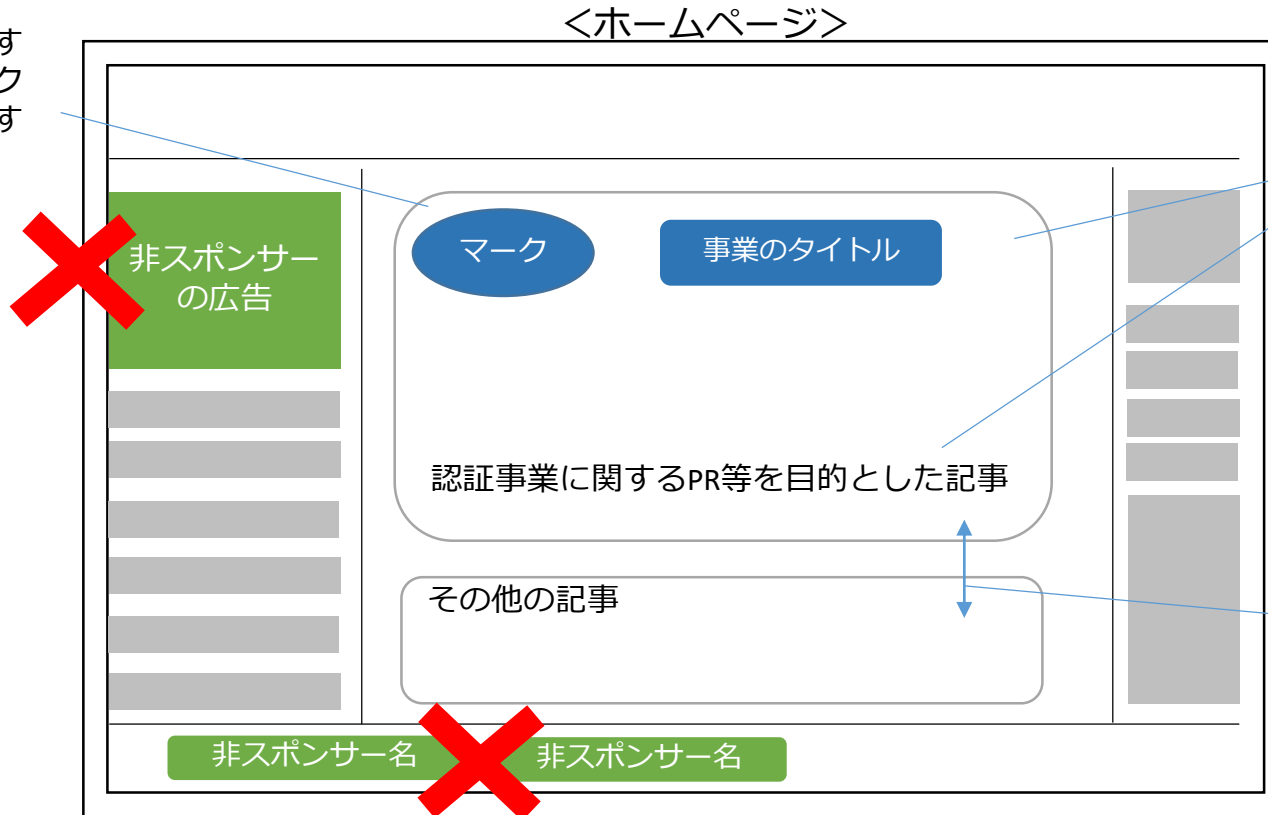 <ホームページ>
す
ク
す
非スポンサー
の広告
マーク
事業のタイトル
認証事業に関するPR等を目的とした記事
その他の記事
非スポンサー名
非スポンサー名